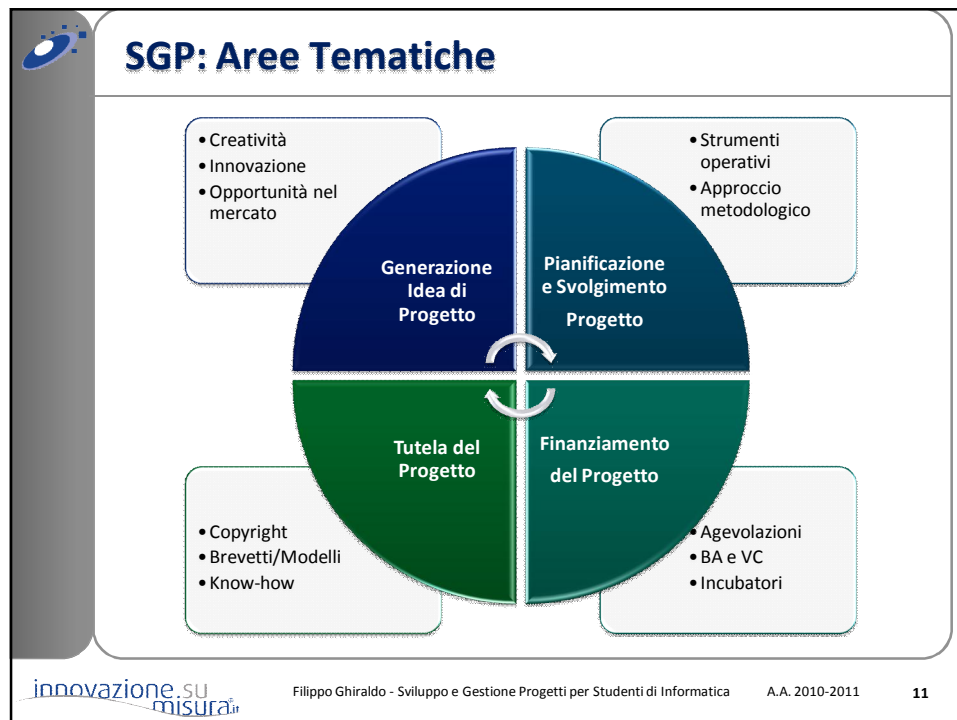 SGP: Aree Tematiche
• Creatività
• Innovazione
• Opportunità nel
mercato
• Strumenti
operativi
• Approccio
metodologico
Generazione
Idea di
Progetto
Pianificazione
e Svolgimento
Progetto
Tutela del
Progetto
Finanziamento
del Progetto
• Copyright
• Brevetti/Modelli
• Know-how
• Agevolazioni
• BA e VC
• Incubatori
innovazione su
misura.it
Filippo Ghiraldo - Sviluppo e Gestione Progetti per Studenti di Informatica A.A. 2010-2011 11